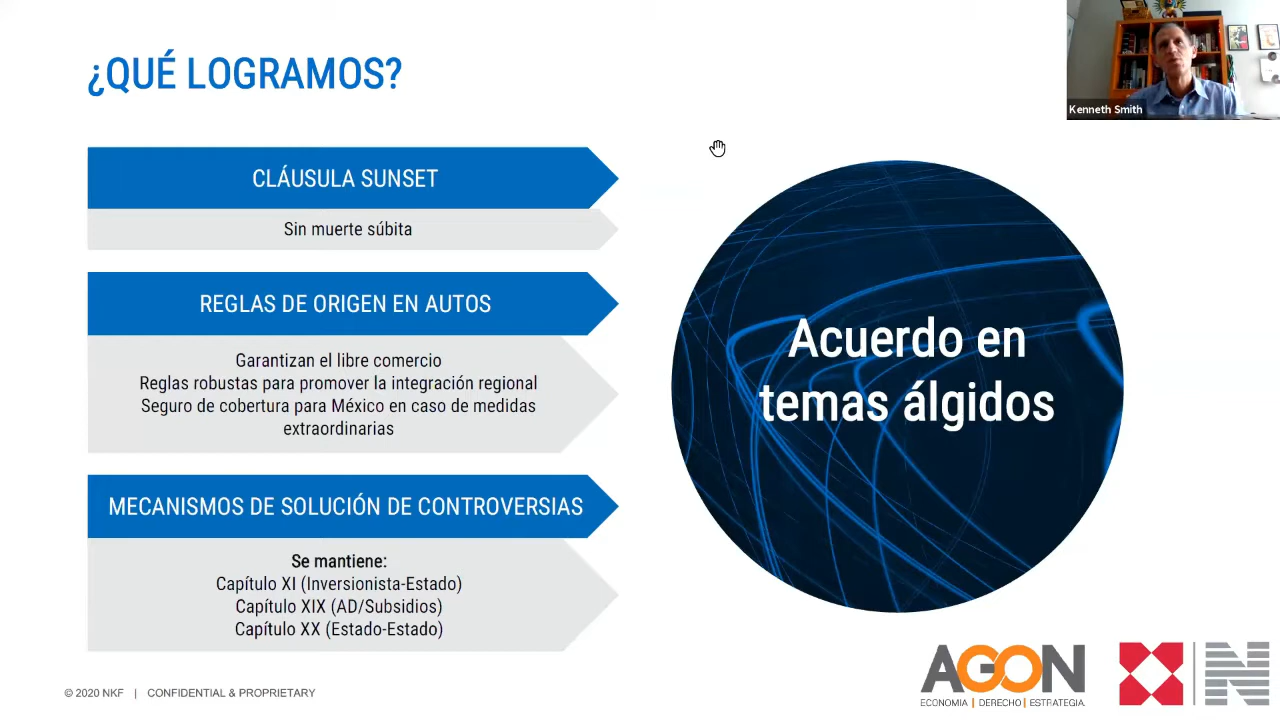 ¿QUÉ LOGRAMOS?
Kenneth Smith
CLÁUSULA SUNSET
Sin muerte súbita
REGLAS DE ORIGEN EN AUTOS
Garantizan el libre comercio
Reglas robustas para promover la integración regional
Seguro de cobertura para México en caso de medidas
extraordinarias
MECANISMOS DE SOLUCIÓN DE CONTROVERSIAS
Se mantiene:
Capítulo XI (Inversionista-Estado)
Capítulo XIX (AD/Subsidios)
Capítulo XX (Estado-Estado)
Acuerdo en
temas álgidos
© 2020 NKF | CONFIDENTIAL & PROPRIETARY
AGON
ECONOMIA | DERECHO | ESTRATEGIA
N